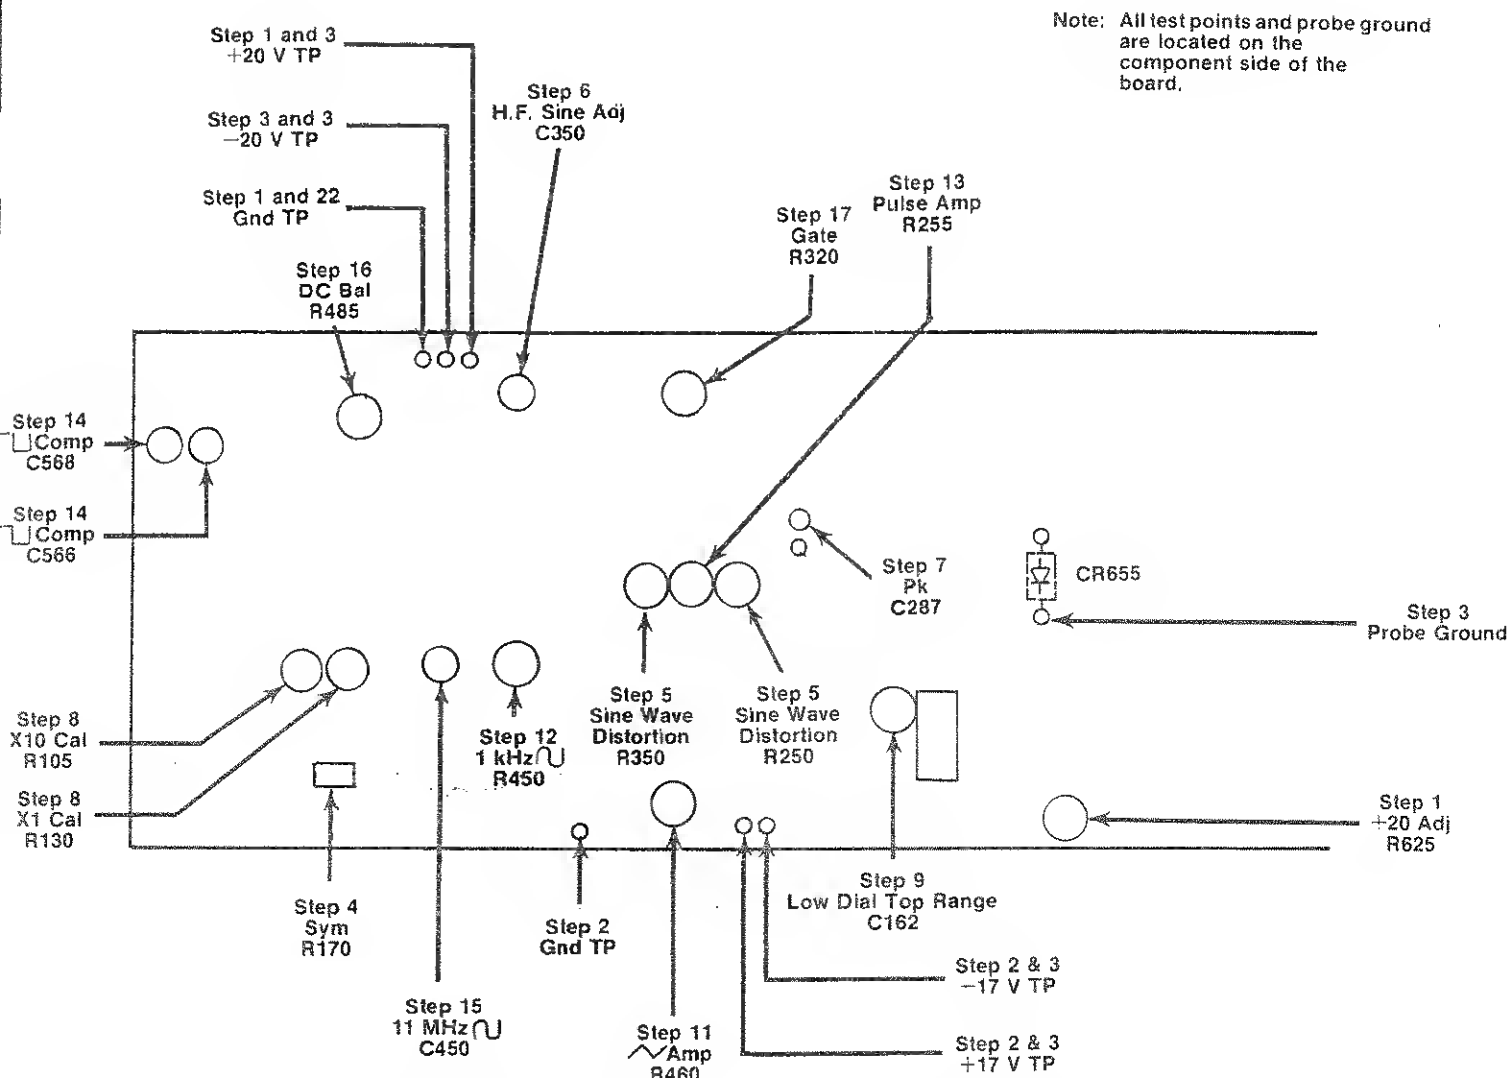 Note: All test points and probe ground
are located on the
component side of the
board.
Step 1 and 3
+20 V TP
Step 6
H.F. Sine Adj
C350
Step 3 and 3
−20 V TP
Step 1 and 22
Gnd TP
Step 13
Pulse Amp
R255
Step 17
Gate
R320
Step 16
DC Bal
R485
Step 14
Comp
C568
Step 14
Comp
C566
Step 7
Pk
C287
CR655
Step 3
Probe Ground
Step 8
X10 Cal
R105
Step 8
X1 Cal
R130
Step 12
1 kHz
R450
Step 5
Sine Wave
Distortion
R350
Step 5
Sine Wave
Distortion
R250
Step 1
+20 Adj
R625
Step 4
Sym
R170
Step 2
Gnd TP
Step 9
Low Dial Top Range
C162
Step 15
11 MHz
C450
Step 11
Amp
R460
Step 2 & 3
−17 V TP
Step 2 & 3
+17 V TP